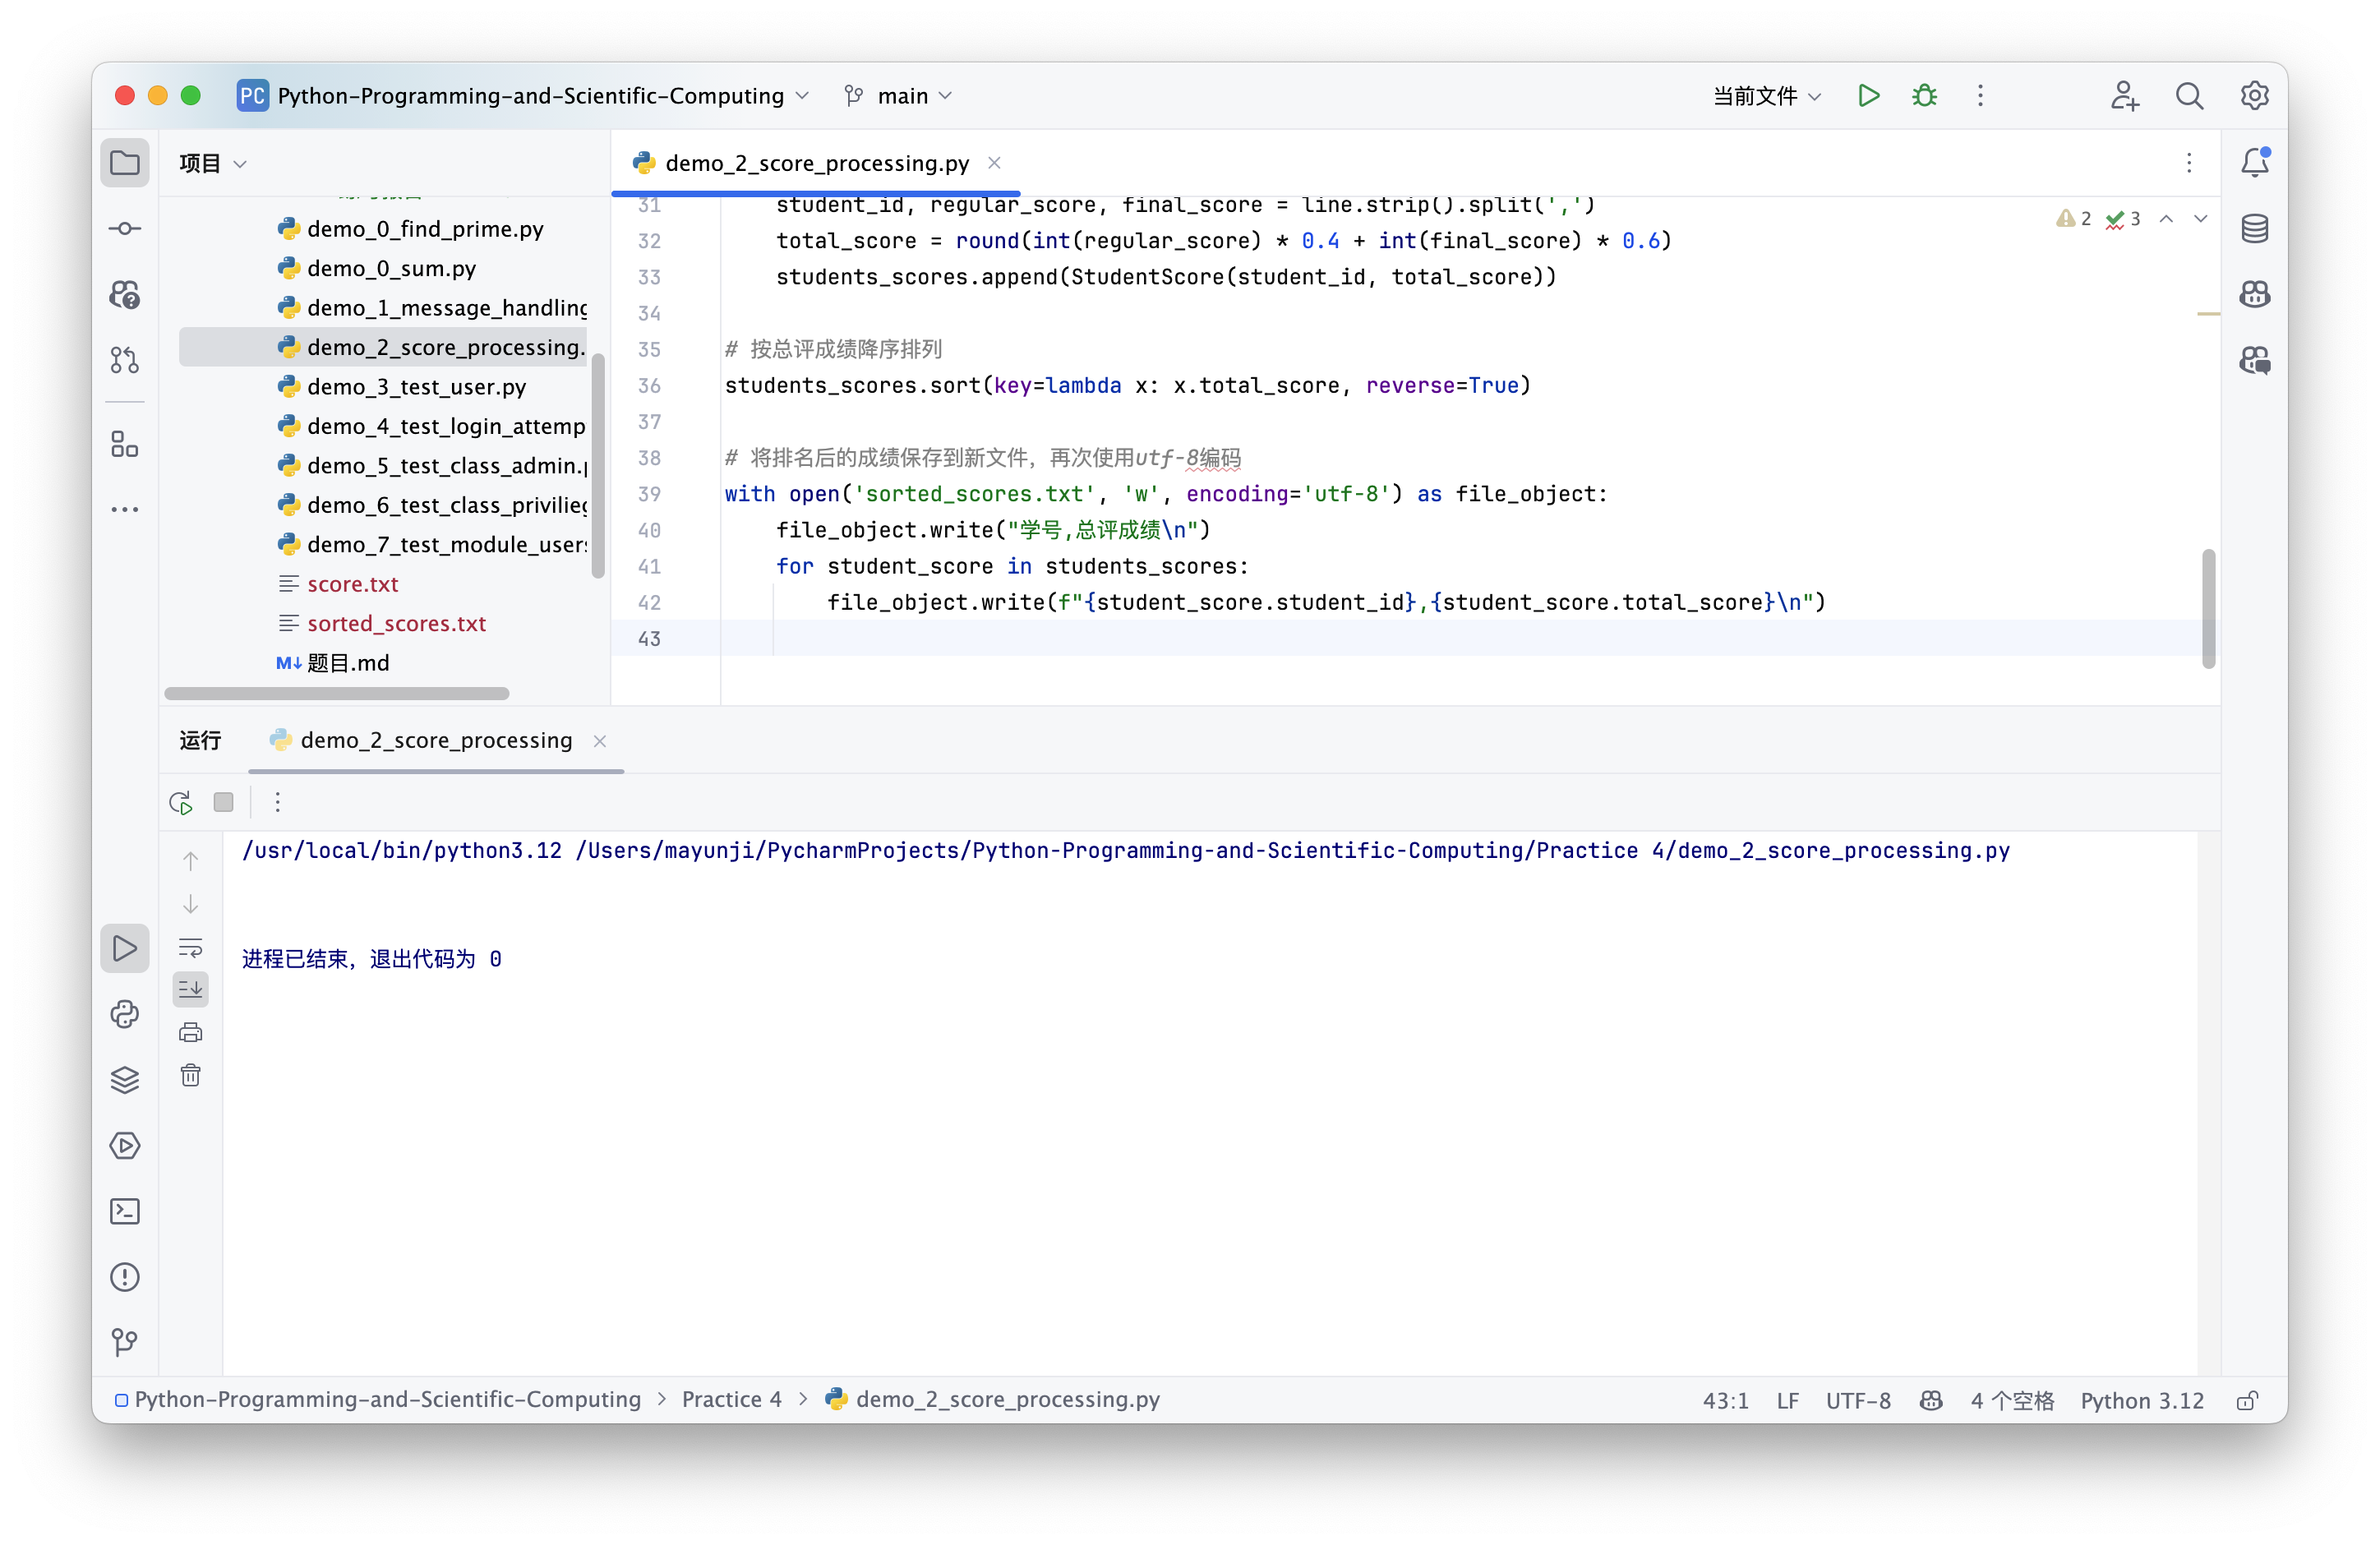 PC Python-Programming-and-Scientific-Computing main 当前文件
项目
demo_2_score_processing.py
demo_0_find_prime.py
demo_0_sum.py
demo_1_message_handling
demo_2_score_processing.
demo_3_test_user.py
demo_4_test_login_attemp
demo_5_test_class_admin.p
demo_6_test_class_privileg
demo_7_test_module_users
score.txt
sorted_scores.txt
M↓ 题目.md
2 3
31 student_id, regular_score, final_score = line.strip().split(',')
32 total_score = round(int(regular_score) * 0.4 + int(final_score) * 0.6)
33 students_scores.append(StudentScore(student_id, total_score))
34
35 # 按总评成绩降序排列
36 students_scores.sort(key=lambda x: x.total_score, reverse=True)
37
38 # 将排名后的成绩保存到新文件，再次使用utf-8编码
39 with open('sorted_scores.txt', 'w', encoding='utf-8') as file_object:
40 file_object.write("学号,总评成绩\n")
41 for student_score in students_scores:
42 file_object.write(f"{student_score.student_id},{student_score.total_score}\n")
43
运行 demo_2_score_processing
/usr/local/bin/python3.12 /Users/mayunji/PycharmProjects/Python-Programming-and-Scientific-Computing/Practice 4/demo_2_score_processing.py
进程已结束，退出代码为 0
Python-Programming-and-Scientific-Computing > Practice 4 > demo_2_score_processing.py 43:1 LF UTF-8 4 个空格 Python 3.12